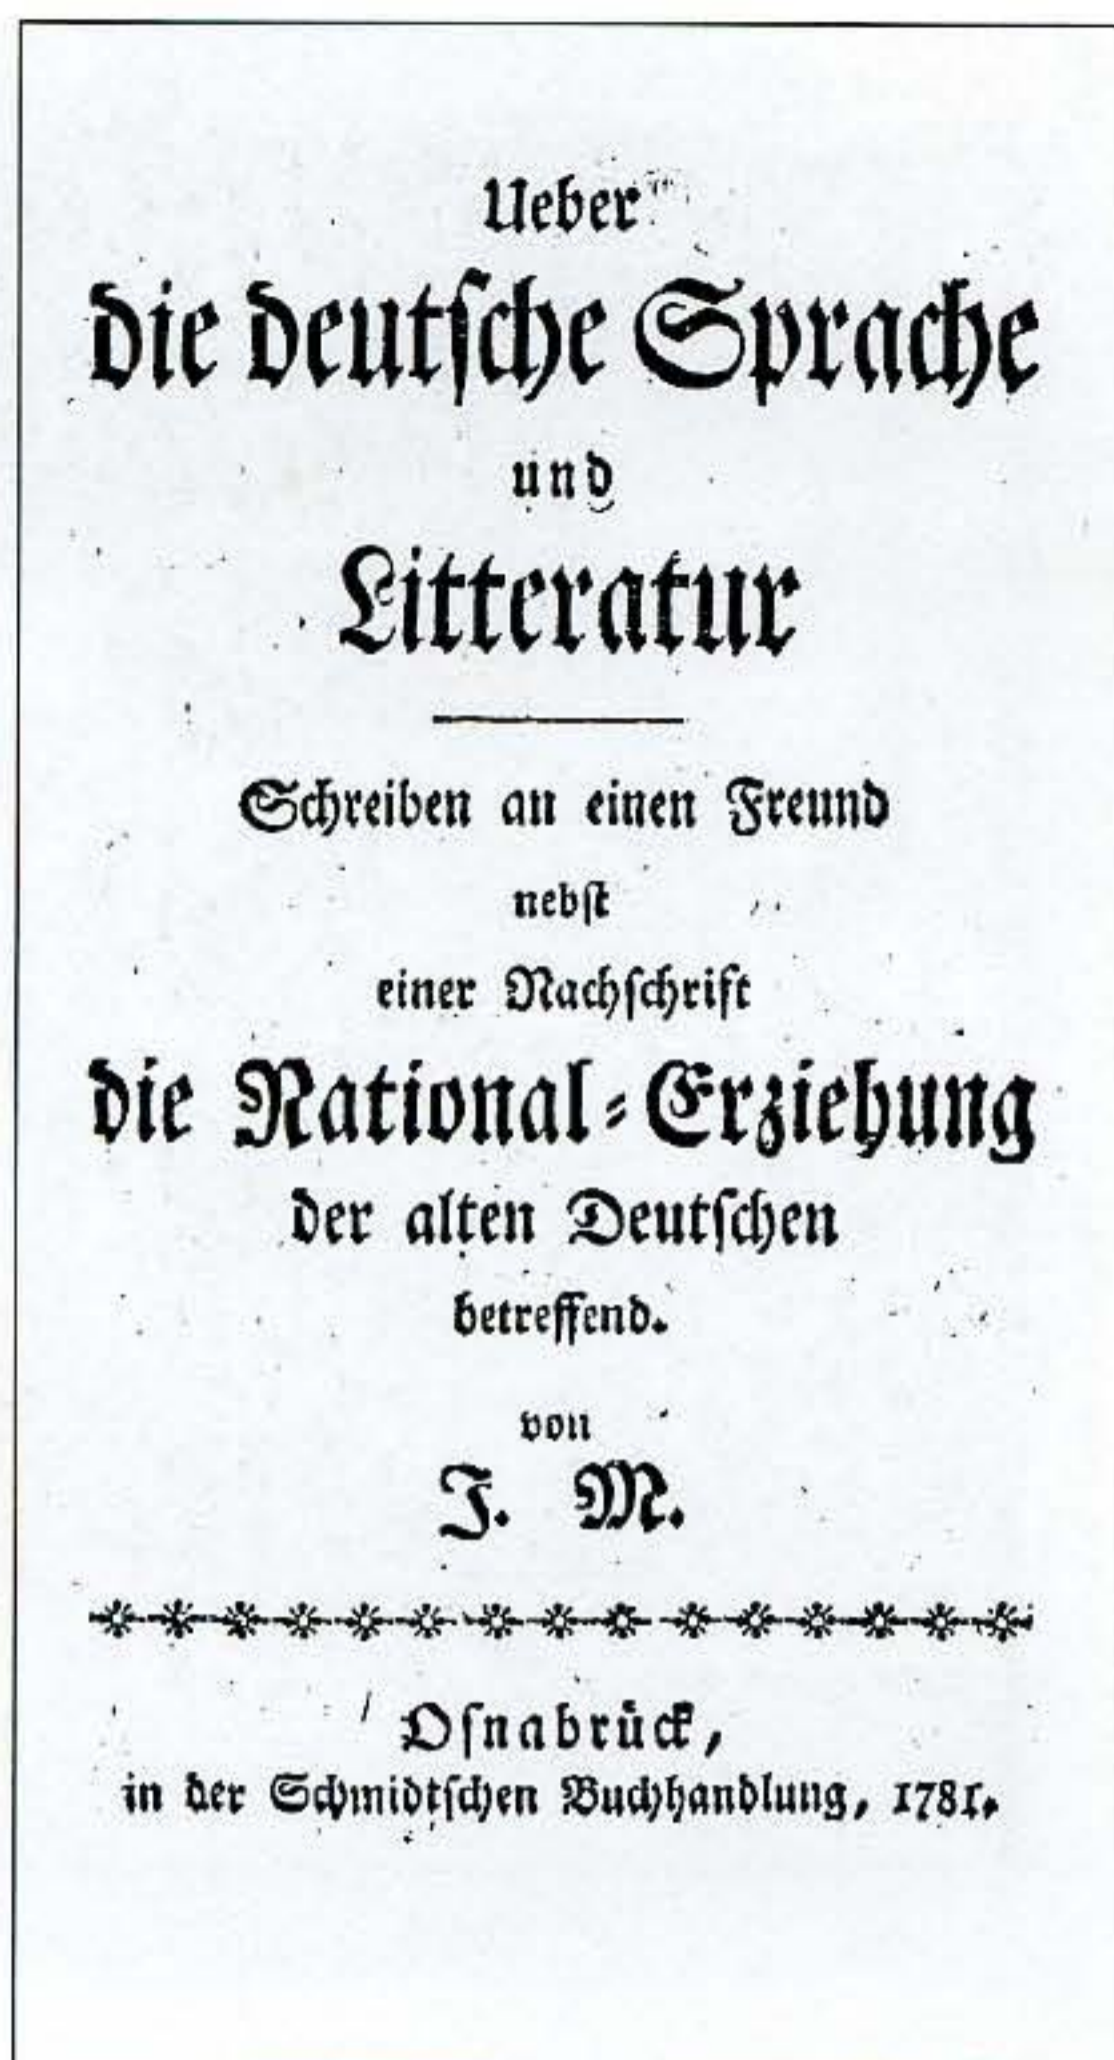 Ueber
die deutſche Sprache
und
Litteratur
Schreiben an einen Freund
nebſt
einer Nachſchrift
die National-Erziehung
der alten Deutſchen
betreffend.
von
J. M.
Oſnabrück,
in der Schmidtſchen Buchhandlung, 1781.